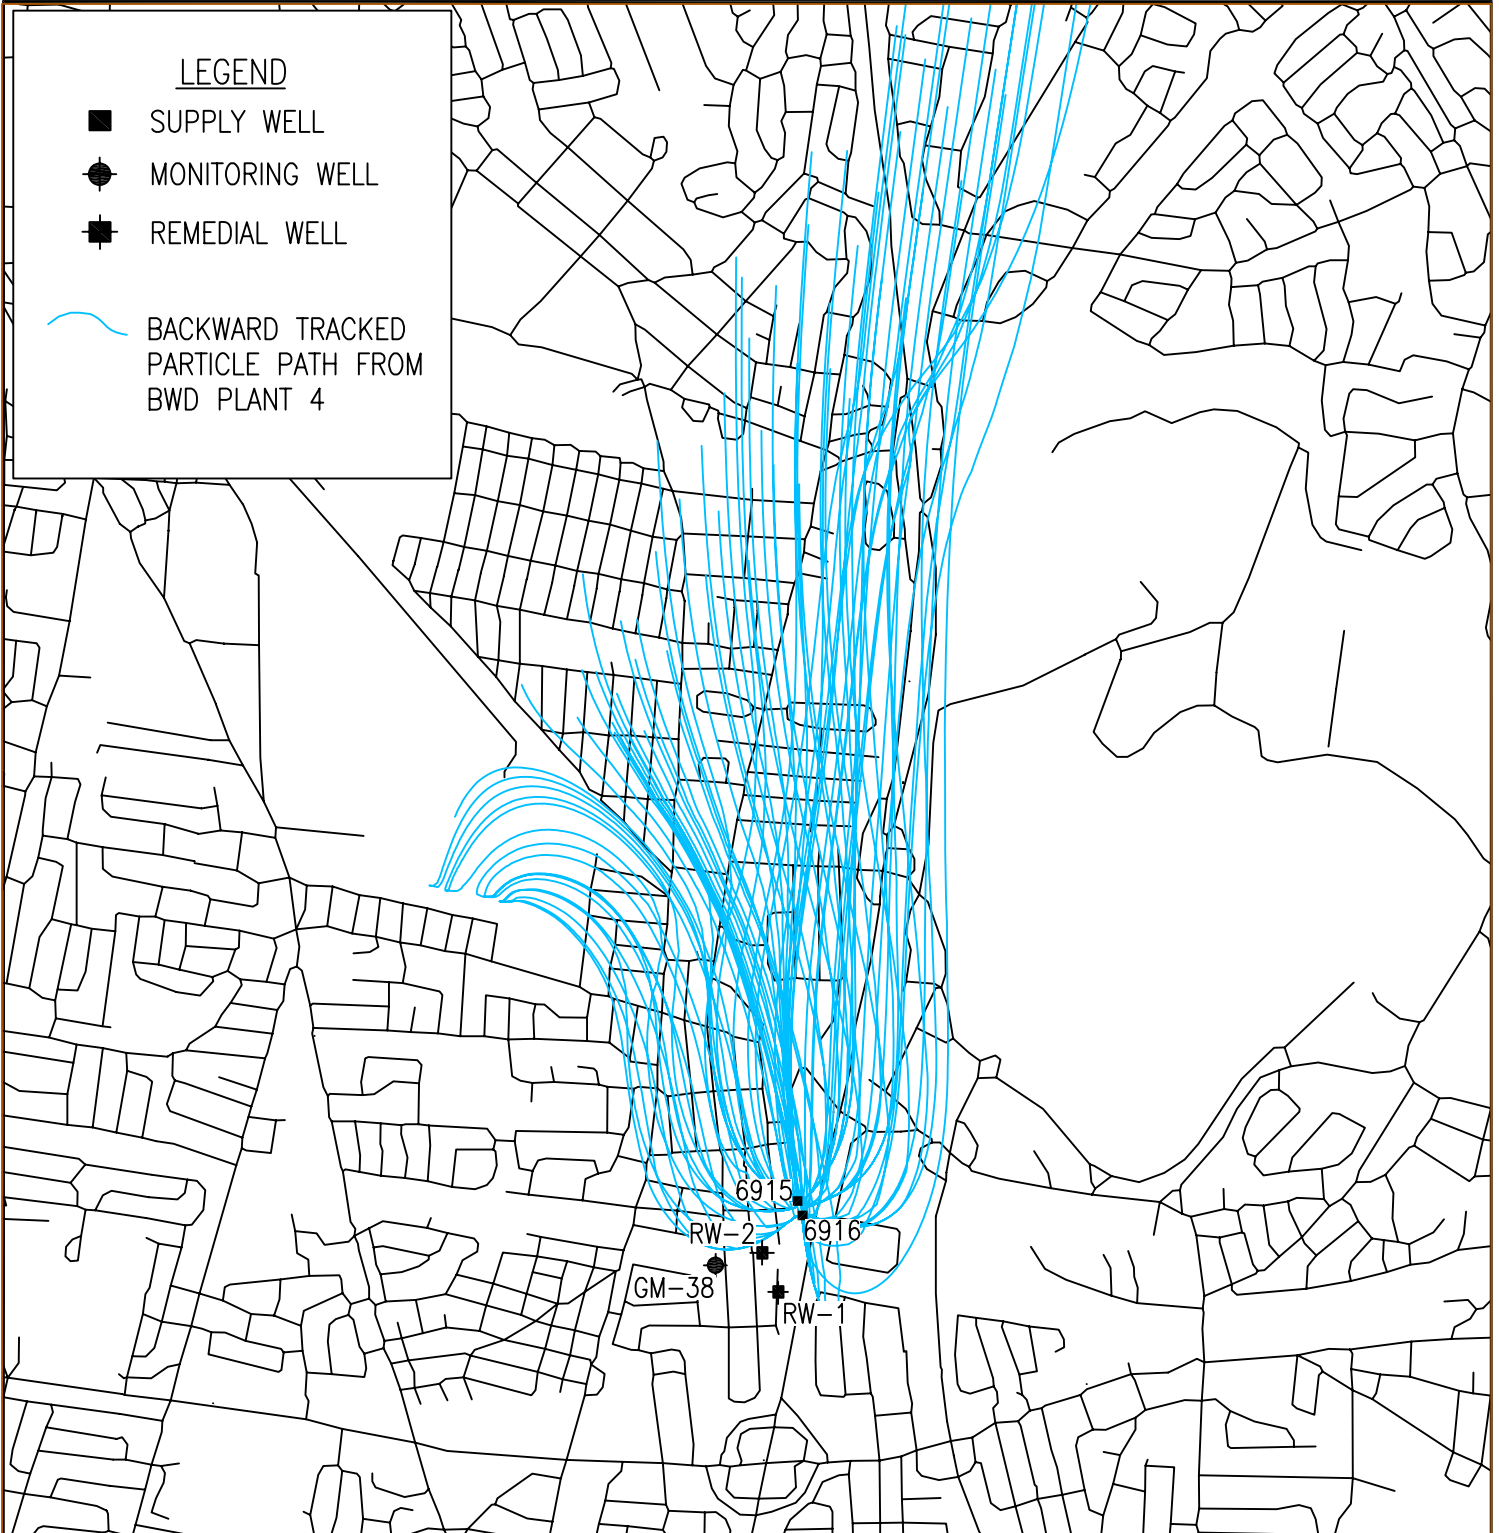 LEGEND
SUPPLY WELL
MONITORING WELL
REMEDIAL WELL
BACKWARD TRACKED
PARTICLE PATH FROM
BWD PLANT 4
6915
6916
RW-2
GM-38
RW-1